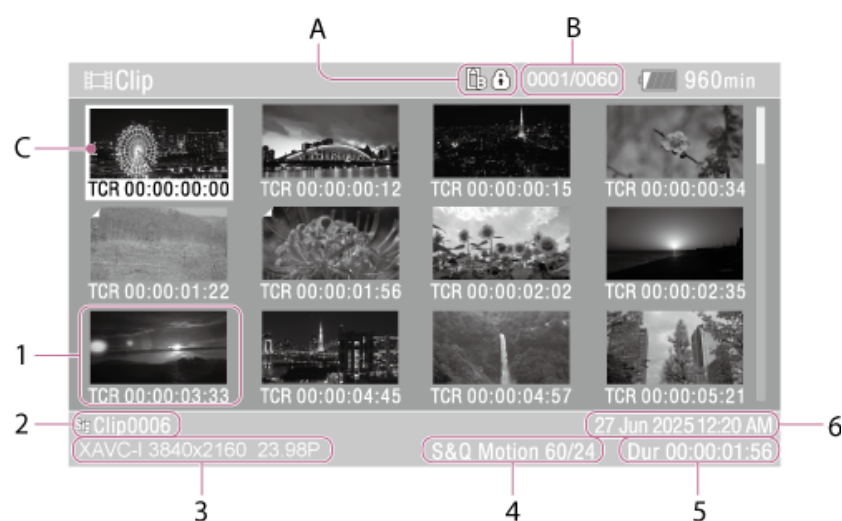 A
B
Clip
B
0001/0060
960min
C
TCR 00:00:00:00
TCR 00:00:00:12
TCR 00:00:00:15
TCR 00:00:00:34
TCR 00:00:01:22
TCR 00:00:01:56
TCR 00:00:02:02
TCR 00:00:02:35
1
TCR 00:00:03:33
TCR 00:00:04:45
TCR 00:00:04:57
TCR 00:00:05:21
2
Clip0006
27 Jun 2025 12:20 AM
6
XAVC-I 3840x2160 23.98P
S&Q Motion 60/24
Dur 00:00:01:56
3
4
5